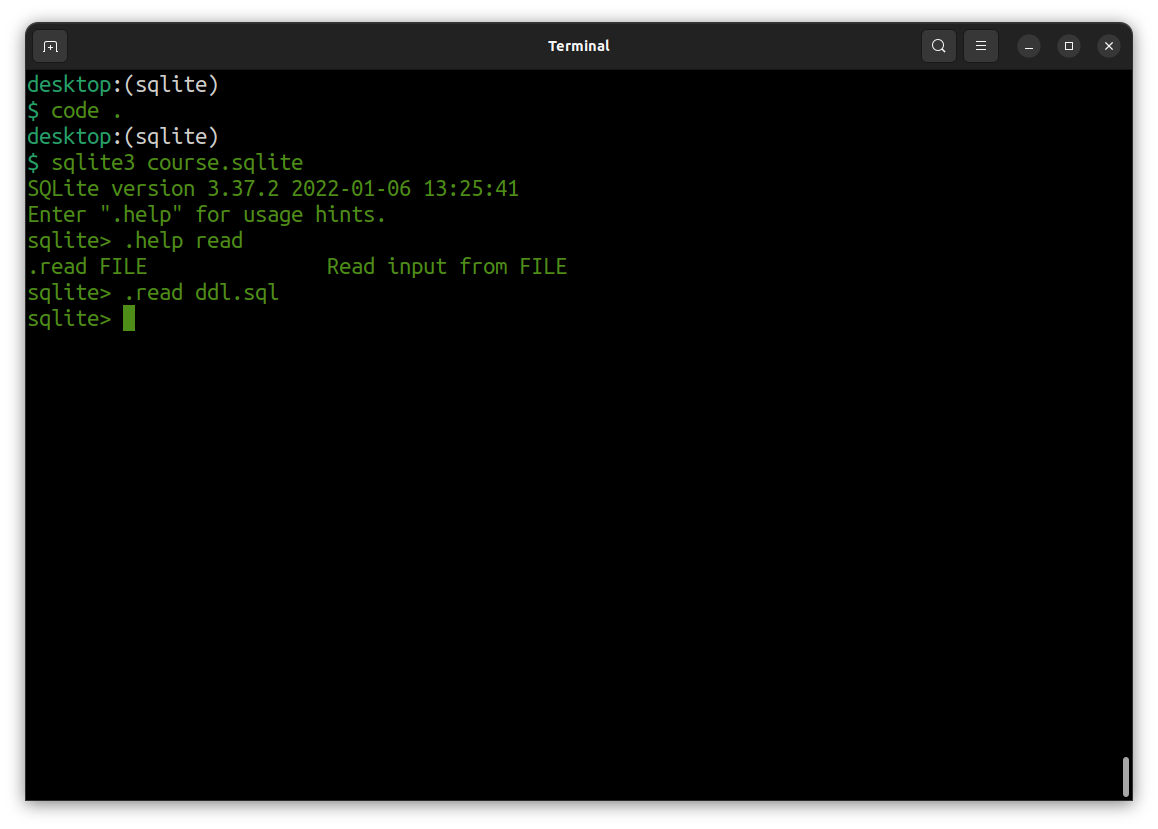 Terminal
desktop:(sqlite)
$ code .
desktop:(sqlite)
$ sqlite3 course.sqlite
SQLite version 3.37.2 2022-01-06 13:25:41
Enter ".help" for usage hints.
sqlite> .help read
.read FILE               Read input from FILE
sqlite> .read ddl.sql
sqlite>